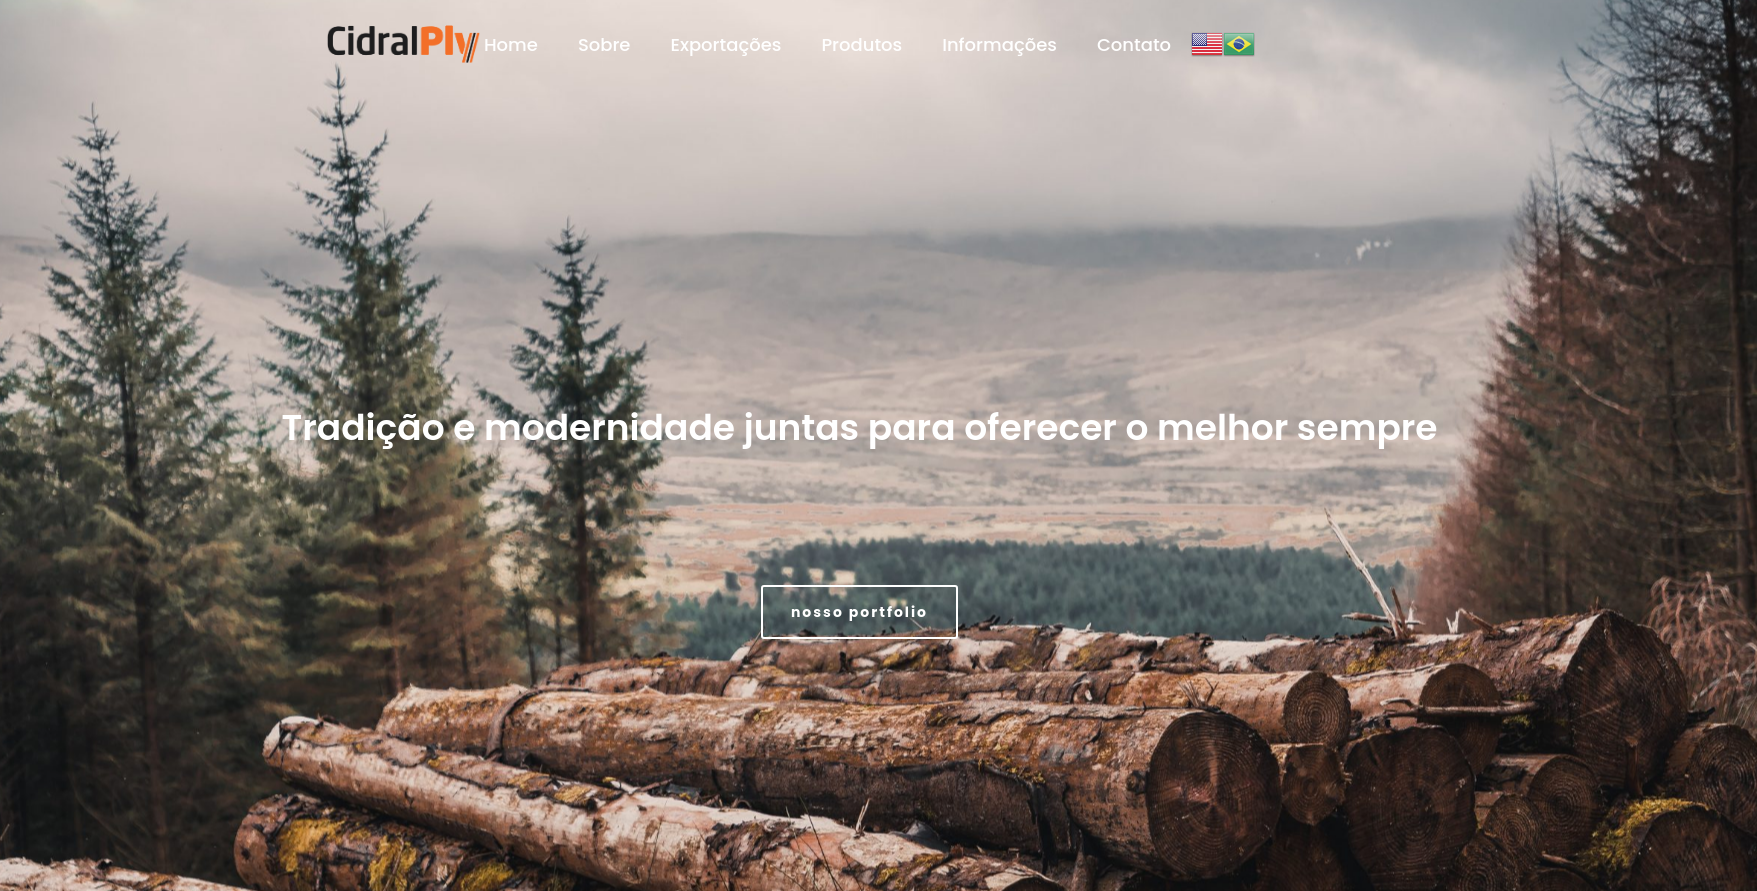 CidralPly Home Sobre Exportações Produtos Informações Contato
Tradição e modernidade juntas para oferecer o melhor sempre
nosso portfolio